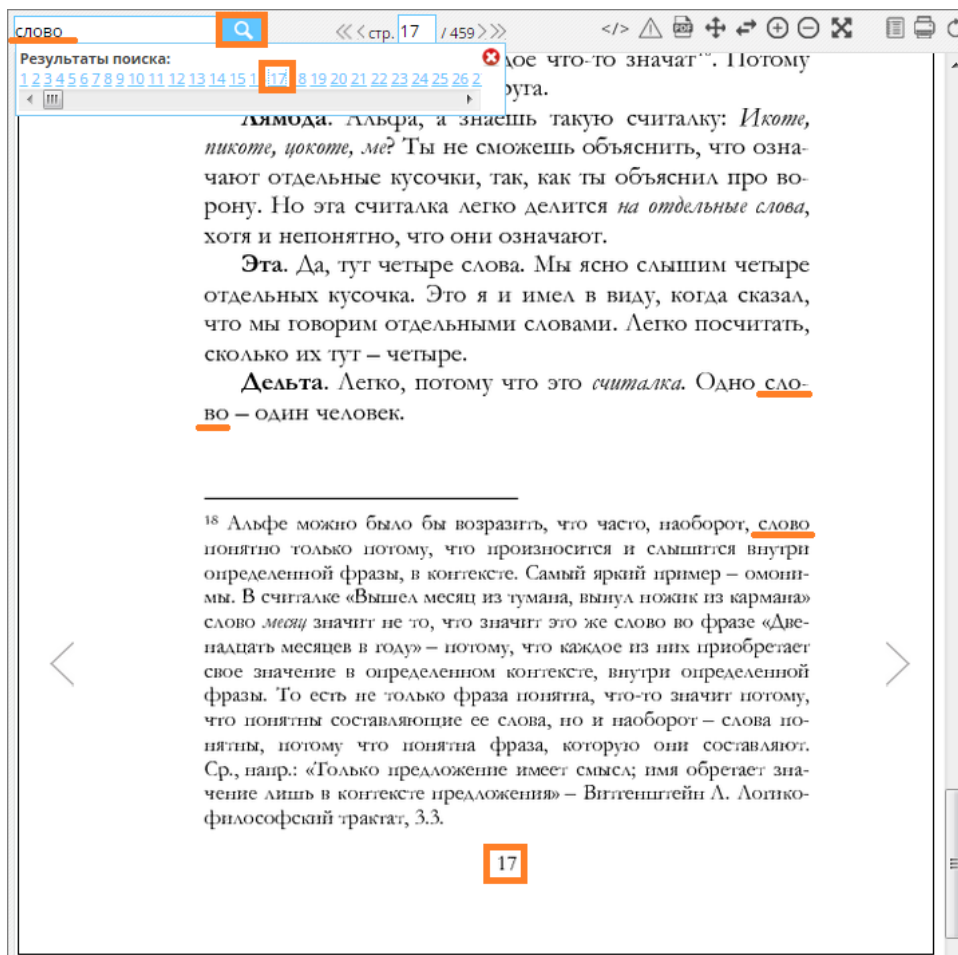 слово
стр. 17 / 459
</>
PDF
Результаты поиска:
1 2 3 4 5 6 7 8 9 10 11 12 13 14 15 1 17 18 19 20 21 22 23 24 25 26 2
что-то значат¹⁸. Потому
Лямбда. Альфа, а знаешь такую считалку: Икоте,
пикоте, цокоте, ме? Ты не сможешь объяснить, что озна-
чают отдельные кусочки, так, как ты объяснил про во-
рону. Но эта считалка легко делится на отдельные слова,
хотя и непонятно, что они означают.
Эта. Да, тут четыре слова. Мы ясно слышим четыре
отдельных кусочка. Это я и имел в виду, когда сказал,
что мы говорим отдельными словами. Легко посчитать,
сколько их тут – четыре.
Дельта. Легко, потому что это считалка. Одно сло-
во – один человек.
¹⁸ Альфе можно было бы возразить, что часто, наоборот, слово
понятно только потому, что произносится и слышится внутри
определенной фразы, в контексте. Самый яркий пример – омони-
мы. В считалке «Вышел месяц из тумана, вынул ножик из кармана»
слово месяц значит не то, что значит это же слово во фразе «Две-
надцать месяцев в году» – потому, что каждое из них приобретает
свое значение в определенном контексте, внутри определенной
фразы. То есть не только фраза понятна, что-то значит потому,
что понятны составляющие ее слова, но и наоборот – слова по-
нятны, потому что понятна фраза, которую они составляют.
Ср., напр.: «Только предложение имеет смысл; имя обретает зна-
чение лишь в контексте предложения» – Витгенштейн Л. Логико-
философский трактат, 3.3.
17